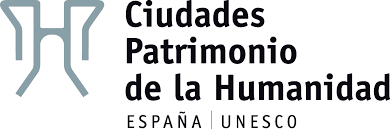 Ciudades
Patrimonio
de la Humanidad
ESPAÑA | UNESCO